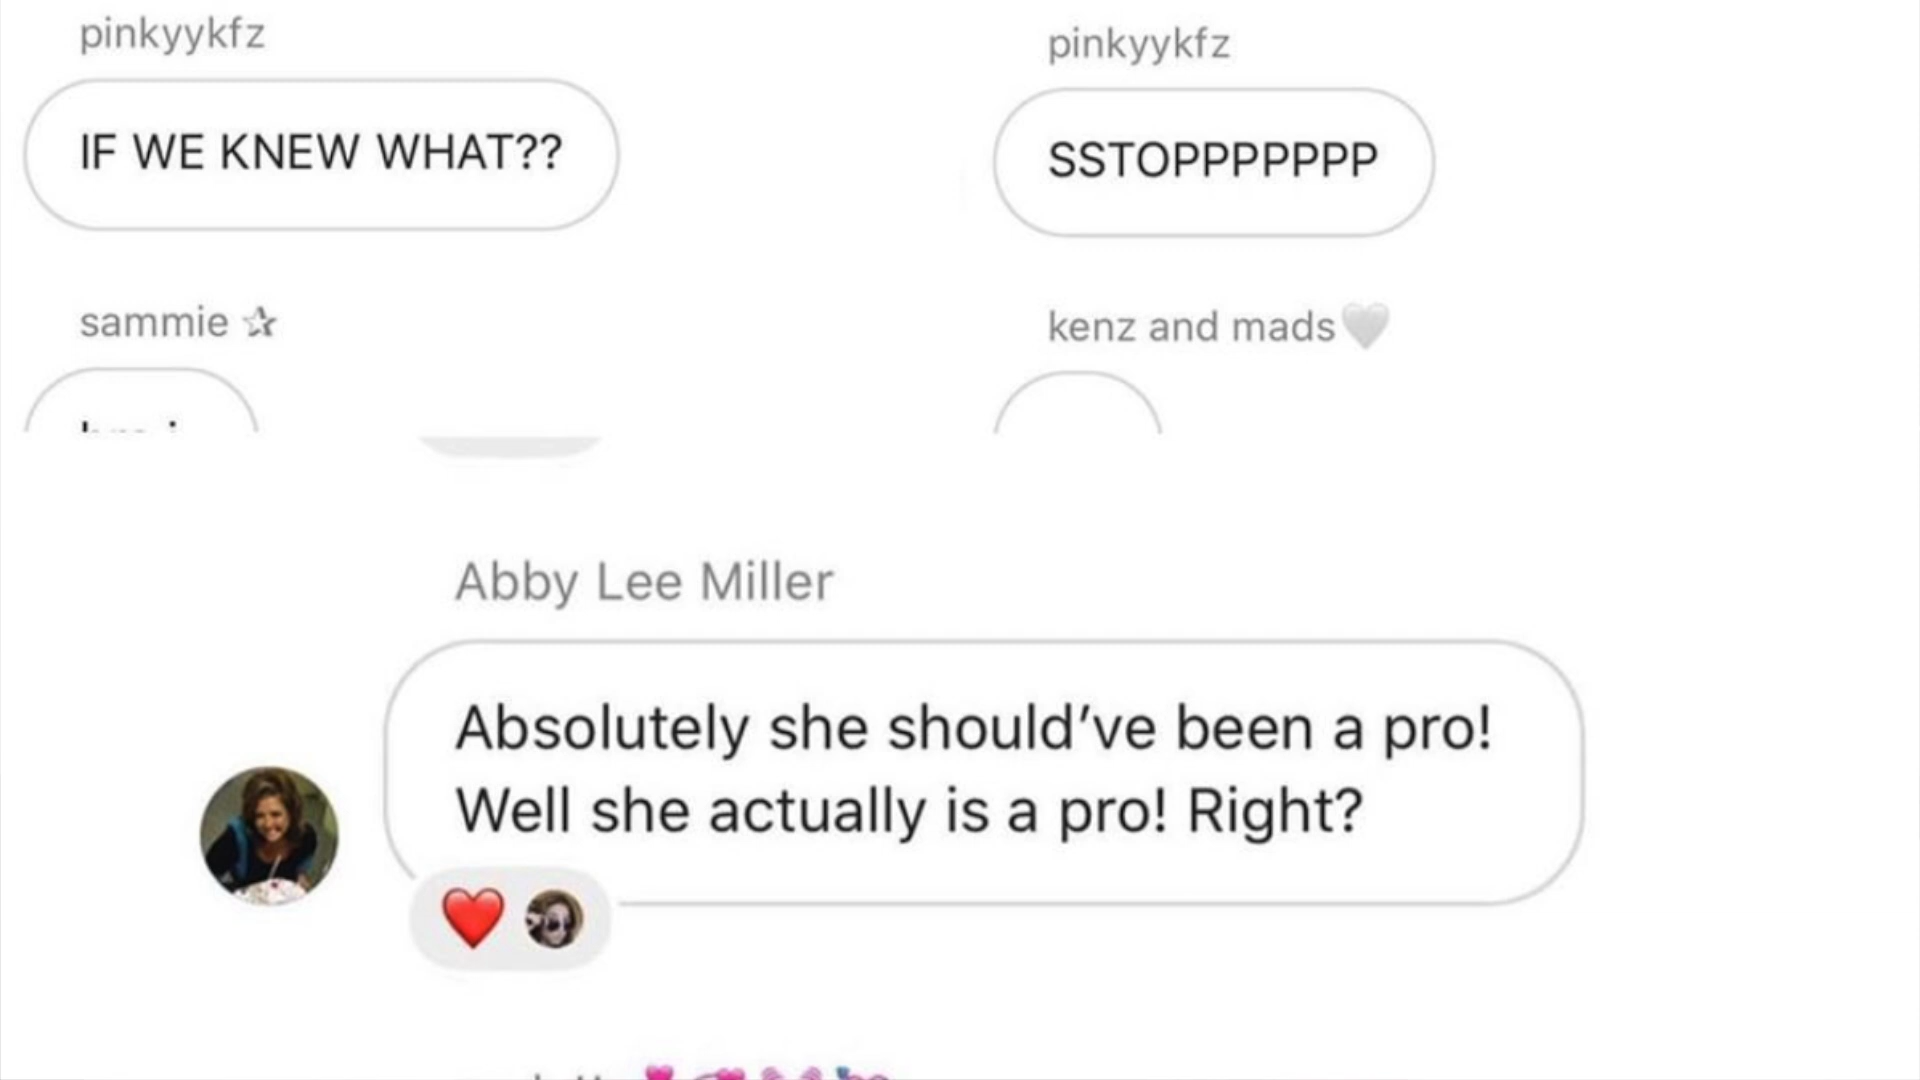 pinkyykfz
IF WE KNEW WHAT??
sammie ☆
pinkyykfz
SSTOPPPPPPP
kenz and mads🤍
Abby Lee Miller
Absolutely she should’ve been a pro!
Well she actually is a pro! Right?